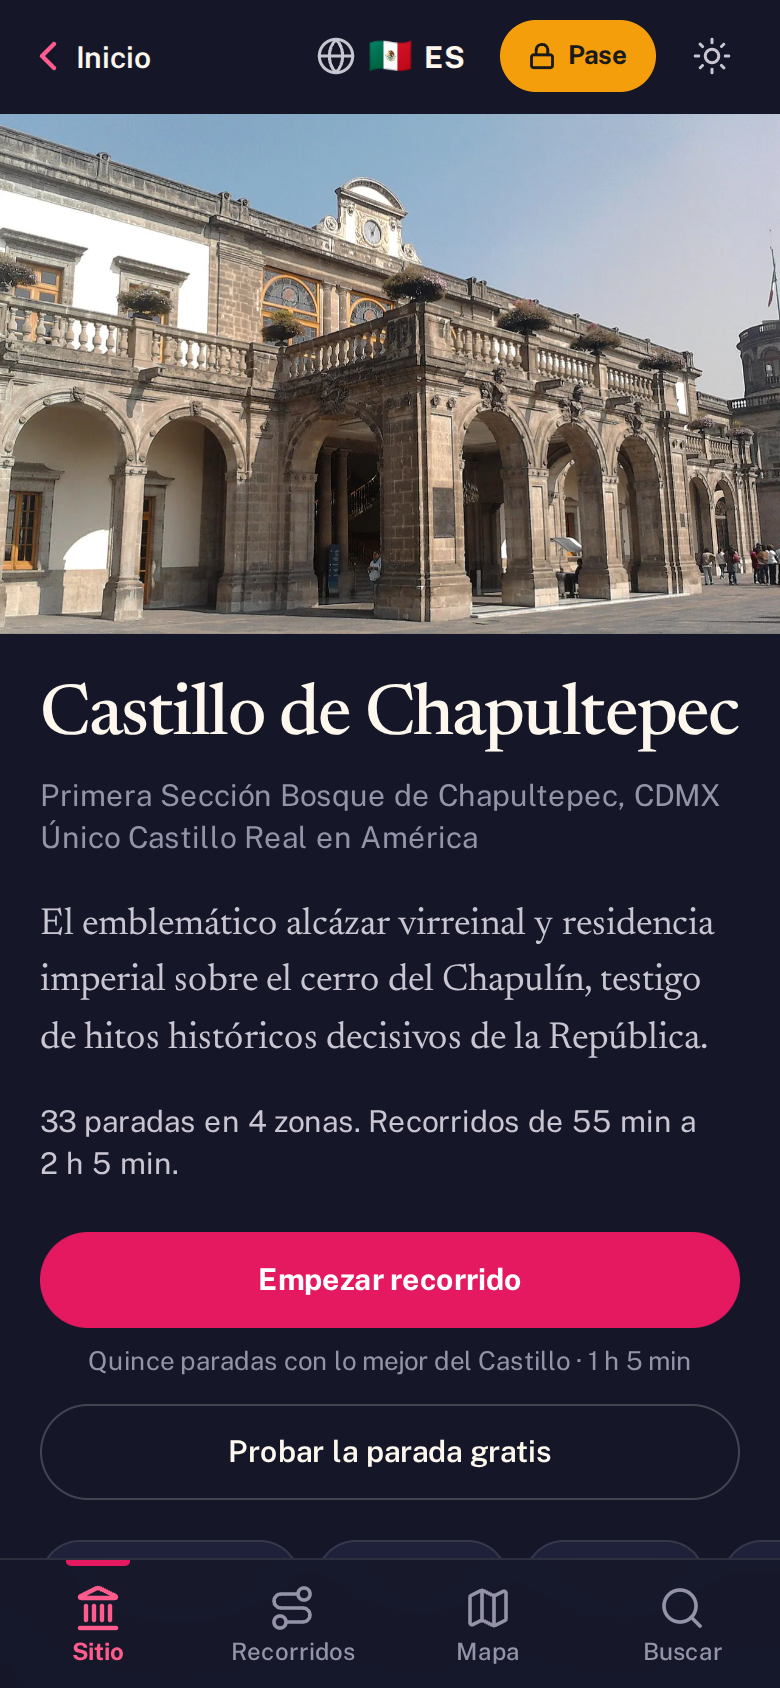 Inicio
ES
Pase
Castillo de Chapultepec
Primera Sección Bosque de Chapultepec, CDMX
Único Castillo Real en América
El emblemático alcázar virreinal y residencia
imperial sobre el cerro del Chapulín, testigo
de hitos históricos decisivos de la República.
33 paradas en 4 zonas. Recorridos de 55 min a
2 h 5 min.
Empezar recorrido
Quince paradas con lo mejor del Castillo · 1 h 5 min
Probar la parada gratis
Sitio
Recorridos
Mapa
Buscar